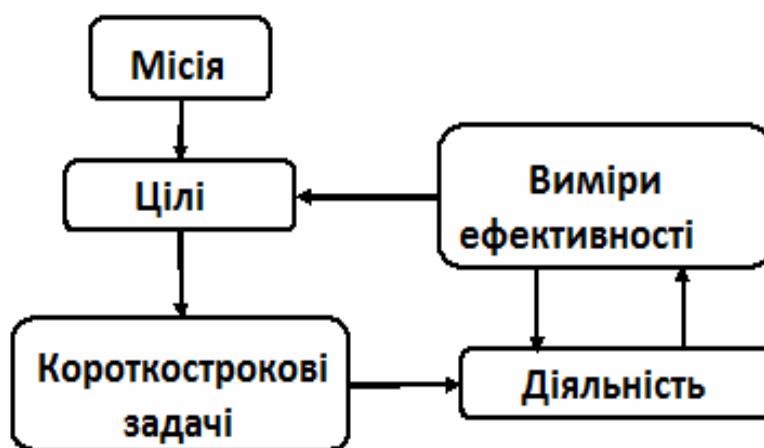 Місія
Цілі
Виміри
ефективності
Короткострокові
задачі
Діяльність